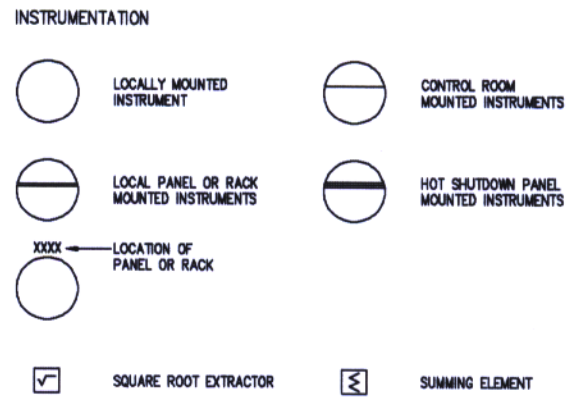 INSTRUMENTATION
LOCALLY MOUNTED
INSTRUMENT
CONTROL ROOM
MOUNTED INSTRUMENTS
LOCAL PANEL OR RACK
MOUNTED INSTRUMENTS
HOT SHUTDOWN PANEL
MOUNTED INSTRUMENTS
XXXX
LOCATION OF
PANEL OR RACK
SQUARE ROOT EXTRACTOR
SUMMING ELEMENT